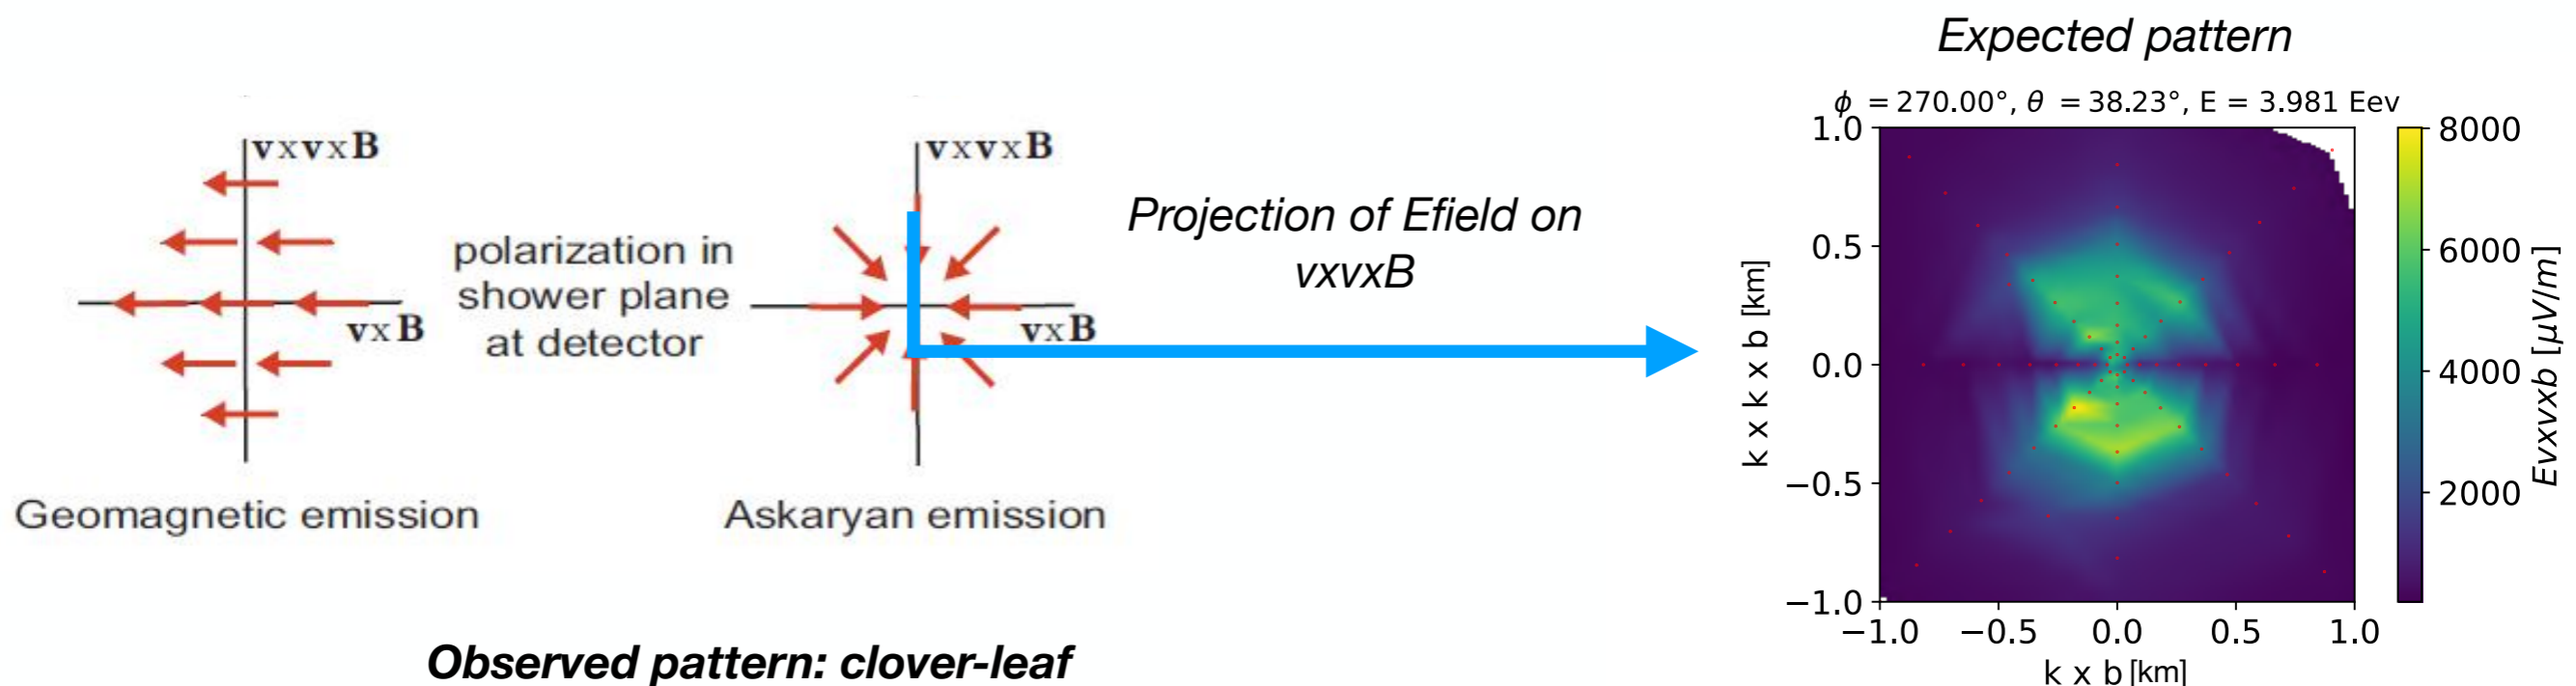 Expected pattern
ϕ = 270.00°, θ = 38.23°, E = 3.981 Eev
vxvxB
vxB
Geomagnetic emission
polarization in
shower plane
at detector
vxvxB
vxB
Askaryan emission
Projection of Efield on
vxvxB
1.0
0.5
0.0
−0.5
−1.0
k x k x b [km]
−1.0 −0.5 0.0 0.5 1.0
k x b [km]
8000
6000
4000
2000
Evxvxb [μV/m]
Observed pattern: clover-leaf